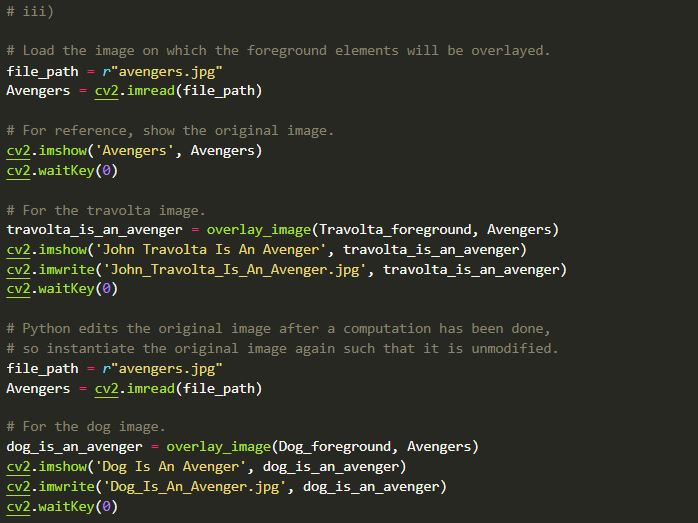 # iii)
# Load the image on which the foreground elements will be overlayed.
file_path = r"avengers.jpg"
Avengers = cv2.imread(file_path)
# For reference, show the original image.
cv2.imshow('Avengers', Avengers)
cv2.waitKey(0)
# For the travolta image.
travolta_is_an_avenger = overlay_image(Travolta_foreground, Avengers)
cv2.imshow('John Travolta Is An Avenger', travolta_is_an_avenger)
cv2.imwrite('John_Travolta_Is_An_Avenger.jpg', travolta_is_an_avenger)
cv2.waitKey(0)
# Python edits the original image after a computation has been done,
# so instantiate the original image again such that it is unmodified.
file_path = r"avengers.jpg"
Avengers = cv2.imread(file_path)
# For the dog image.
dog_is_an_avenger = overlay_image(Dog_foreground, Avengers)
cv2.imshow('Dog Is An Avenger', dog_is_an_avenger)
cv2.imwrite('Dog_Is_An_Avenger.jpg', dog_is_an_avenger)
cv2.waitKey(0)